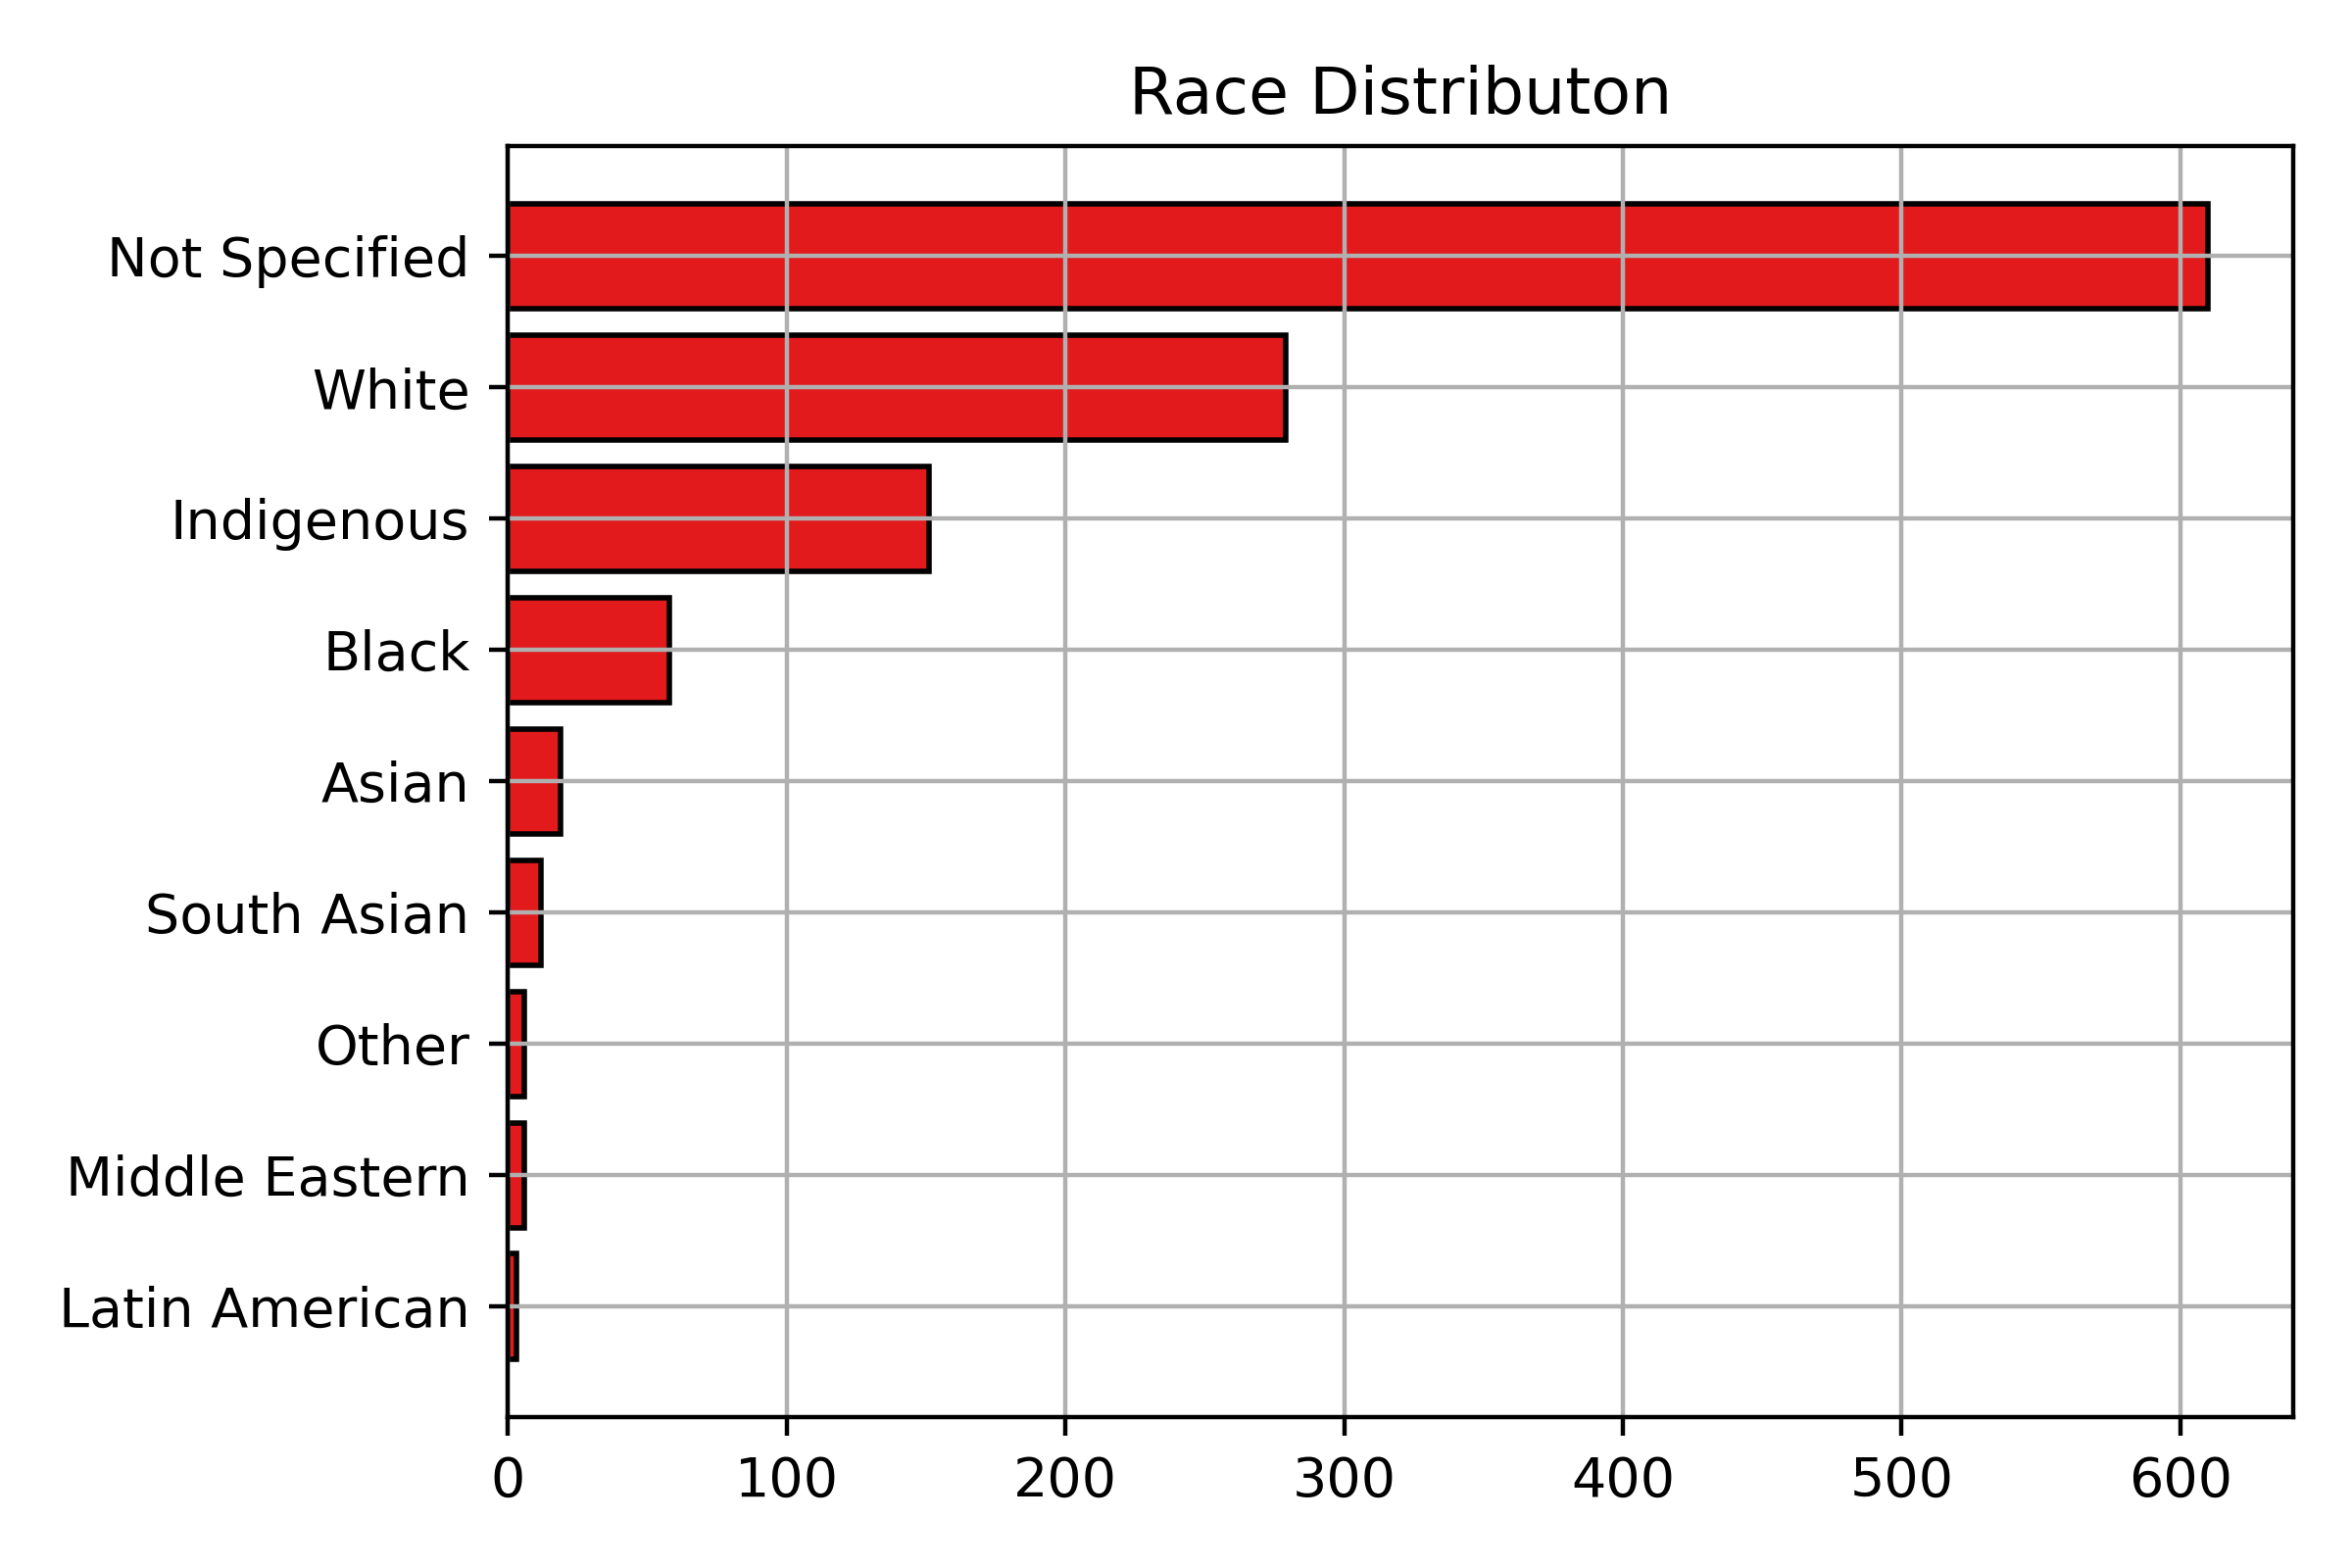 Race Distributon
Not Specified
White
Indigenous
Black
Asian
South Asian
Other
Middle Eastern
Latin American
0 100 200 300 400 500 600